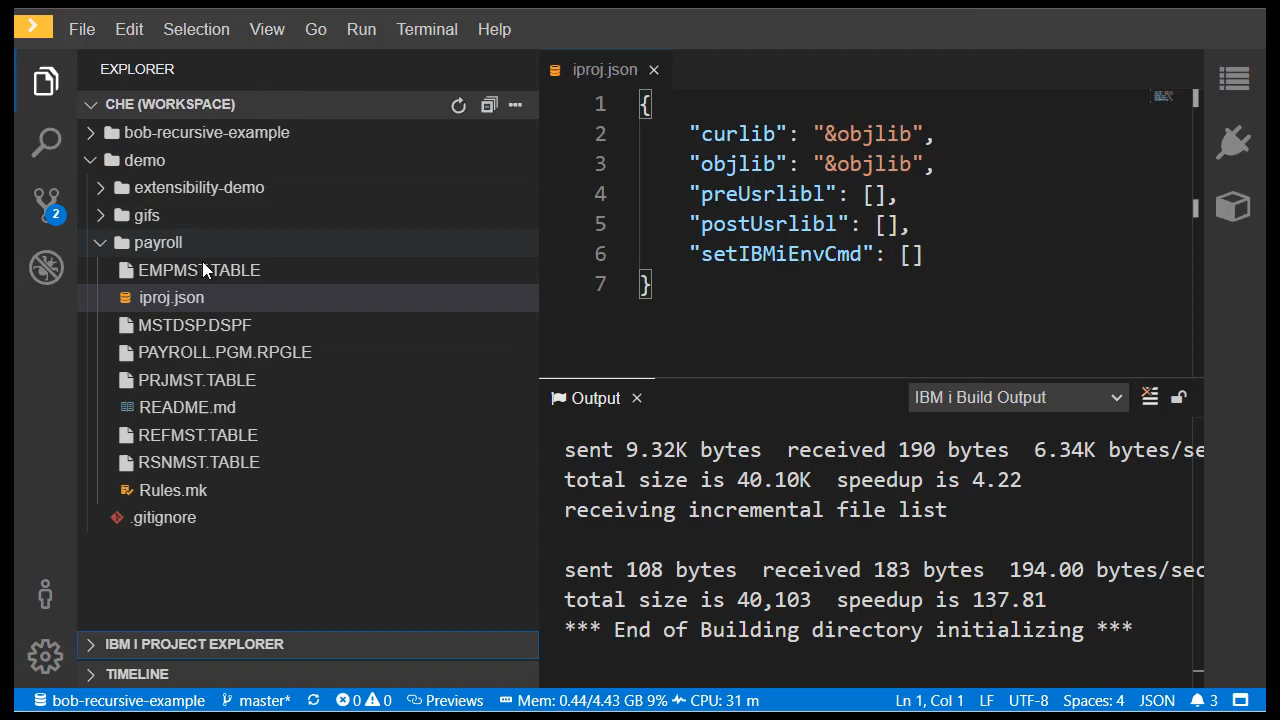 File Edit Selection View Go Run Terminal Help
EXPLORER
CHE (WORKSPACE)
bob-recursive-example
demo
extensibility-demo
gifs
payroll
EMPMST.TABLE
iproj.json
MSTDSP.DSPF
PAYROLL.PGM.RPGLE
PRJMST.TABLE
README.md
REFMST.TABLE
RSNMST.TABLE
Rules.mk
.gitignore
IBM I PROJECT EXPLORER
TIMELINE
2
iproj.json
1 {
2 "curlib": "&objlib",
3 "objlib": "&objlib",
4 "preUsrlibl": [],
5 "postUsrlibl": [],
6 "setIBMiEnvCmd": []
7 }
Output
IBM i Build Output
sent 9.32K bytes received 190 bytes 6.34K bytes/se
total size is 40.10K speedup is 4.22
receiving incremental file list
sent 108 bytes received 183 bytes 194.00 bytes/sec
total size is 40,103 speedup is 137.81
*** End of Building directory initializing ***
bob-recursive-example master* 0 0 Previews Mem: 0.44/4.43 GB 9% CPU: 31 m Ln 1, Col 1 LF UTF-8 Spaces: 4 JSON 3